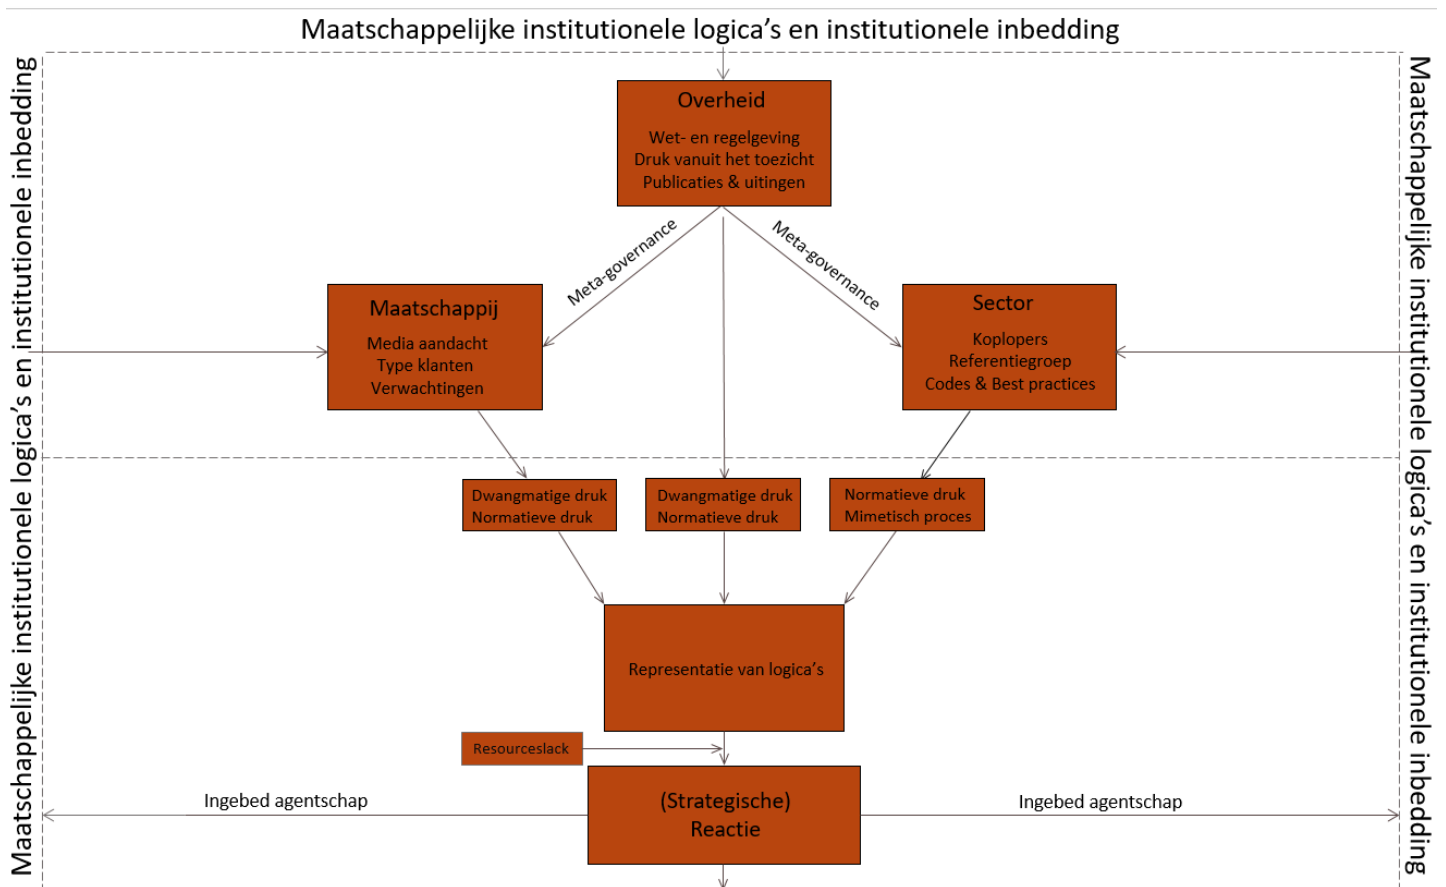 Maatschappelijke institutionele logica's en institutionele inbedding
Maatschappelijke institutionele logica's en institutionele inbedding
Maatschappelijke institutionele logica's en institutionele inbeddding
Overheid
Wet- en regelgeving
Druk vanuit het toezicht
Publicaties & uitingen
Meta-governance
Meta-governance
Maatschappij
Media aandacht
Type klanten
Verwachtingen
Sector
Koplopers
Referentiegroep
Codes & Best practices
Dwangmatige druk
Normatieve druk
Dwangmatige druk
Normatieve druk
Normatieve druk
Mimetisch proces
Representatie van logica's
Resourceslack
(Strategische)
Reactie
Ingebed agentschap
Ingebed agentschap